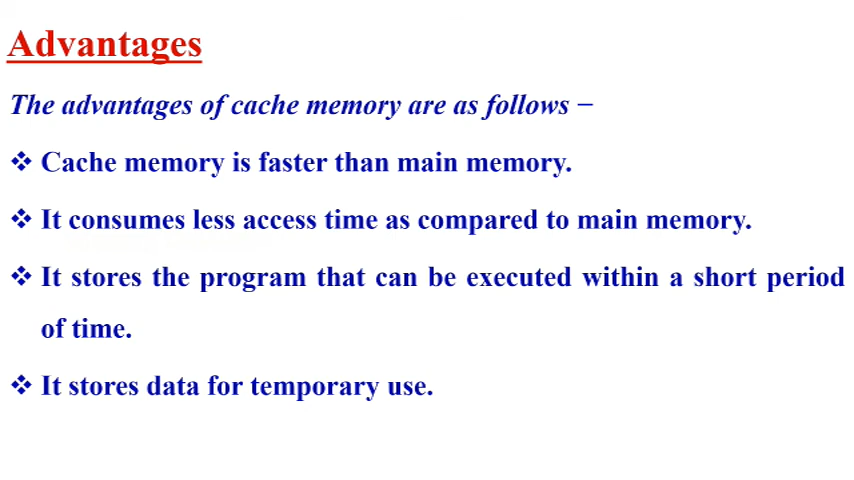 Advantages
The advantages of cache memory are as follows −
❖ Cache memory is faster than main memory.
❖ It consumes less access time as compared to main memory.
❖ It stores the program that can be executed within a short period
of time.
❖ It stores data for temporary use.